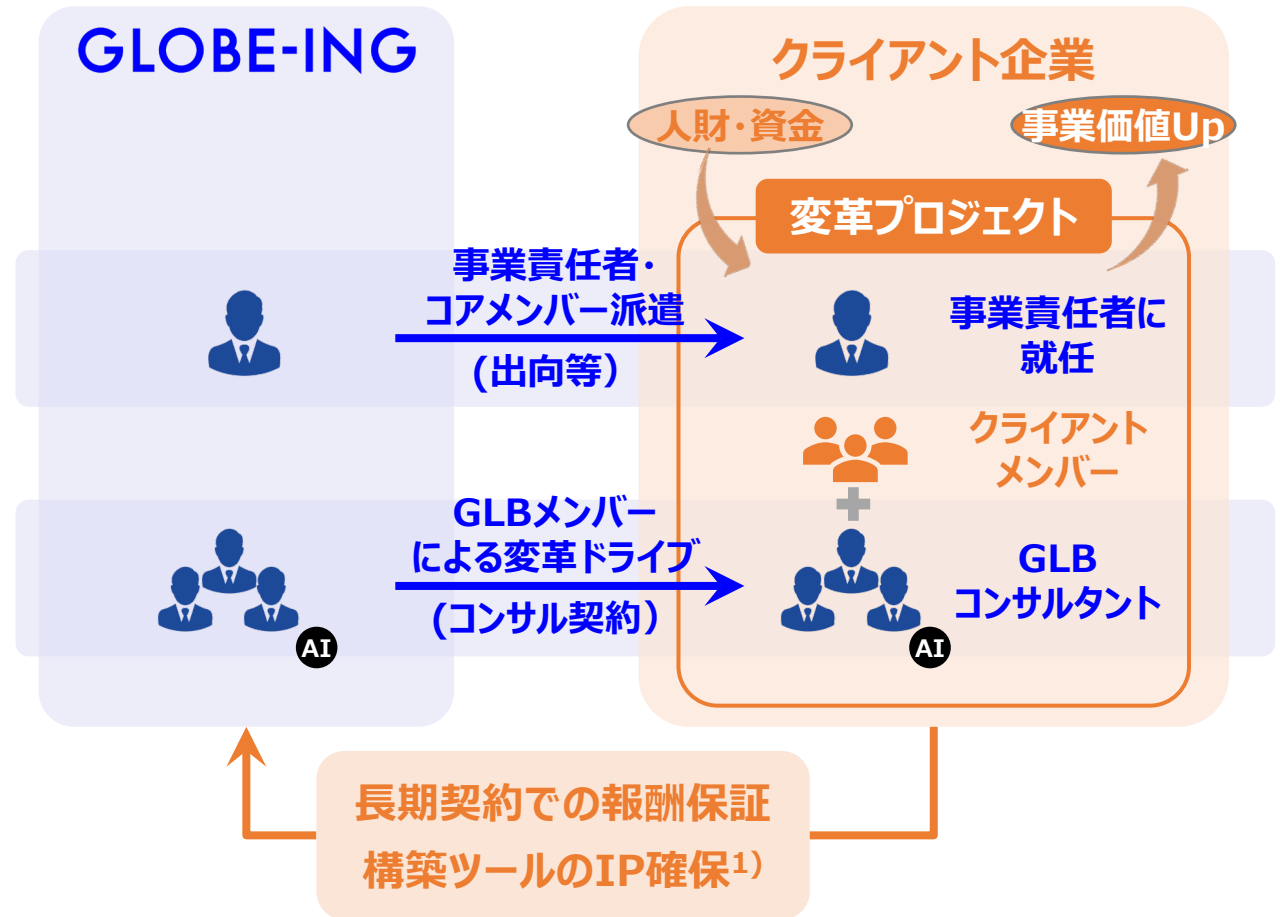 GLOBE-ING
クライアント企業
人財・資金
事業価値Up
変革プロジェクト
事業責任者・
コアメンバー派遣
(出向等）
事業責任者に
就任
クライアント
メンバー
GLBメンバー
による変革ドライブ
(コンサル契約）
GLB
コンサルタント
AI
AI
長期契約での報酬保証
構築ツールのIP確保1）